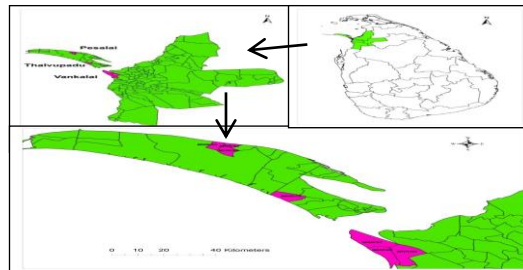 N
Pesalai
Thalvupadu
Vankalai
N
0 10 20 40 Kilometers